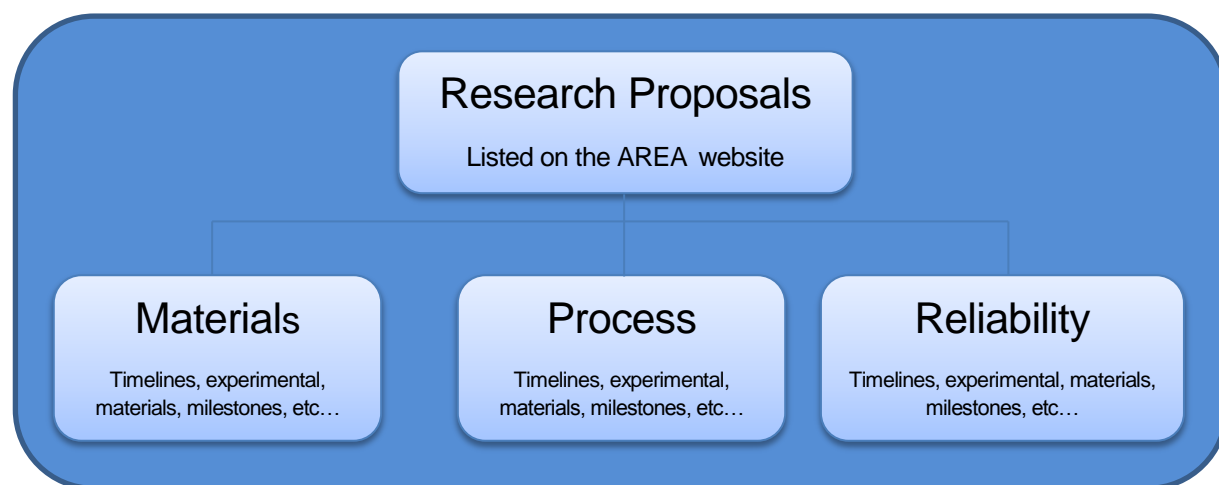 Research Proposals
Listed on the AREA website
Materials
Timelines, experimental,
materials, milestones, etc…
Process
Timelines, experimental,
materials, milestones, etc…
Reliability
Timelines, experimental, materials,
milestones, etc…